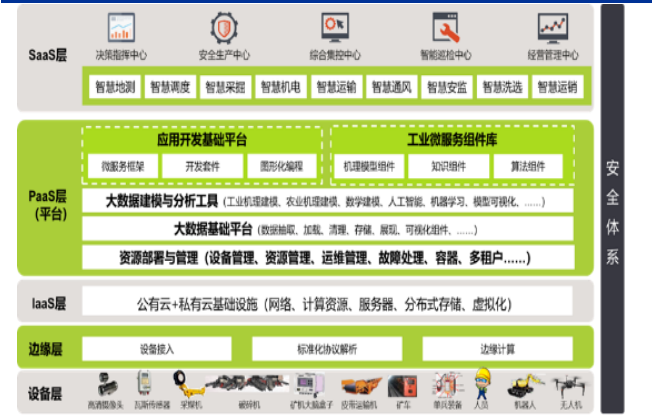 决策指挥中心
安全生产中心
综合集控中心
智能巡检中心
经营管理中心
SaaS层
智慧地测
智慧调度
智慧采掘
智慧机电
智慧运输
智慧通风
智慧安监
智慧洗选
智慧运销
应用开发基础平台
工业微服务组件库
微服务框架
开发套件
图形化编程
机理模型组件
知识组件
算法组件
PaaS层
(平台)
大数据建模与分析工具（工业机理建模、农业机理建模、数学建模、人工智能、机器学习、模型可视化、……）
大数据基础平台（数据抽取、加载、清理、存储、展现、可视化组件、……）
资源部署与管理（设备管理、资源管理、运维管理、故障处理、容器、多租户……）
IaaS层
公有云+私有云基础设施（网络、计算资源、服务器、分布式存储、虚拟化）
边缘层
设备接入
标准化协议解析
边缘计算
设备层
高清摄像头
瓦斯传感器
采煤机
破碎机
矿机大脑盒子
皮带运输机
矿车
单兵装备
人员
机器人
无人机
安全体系